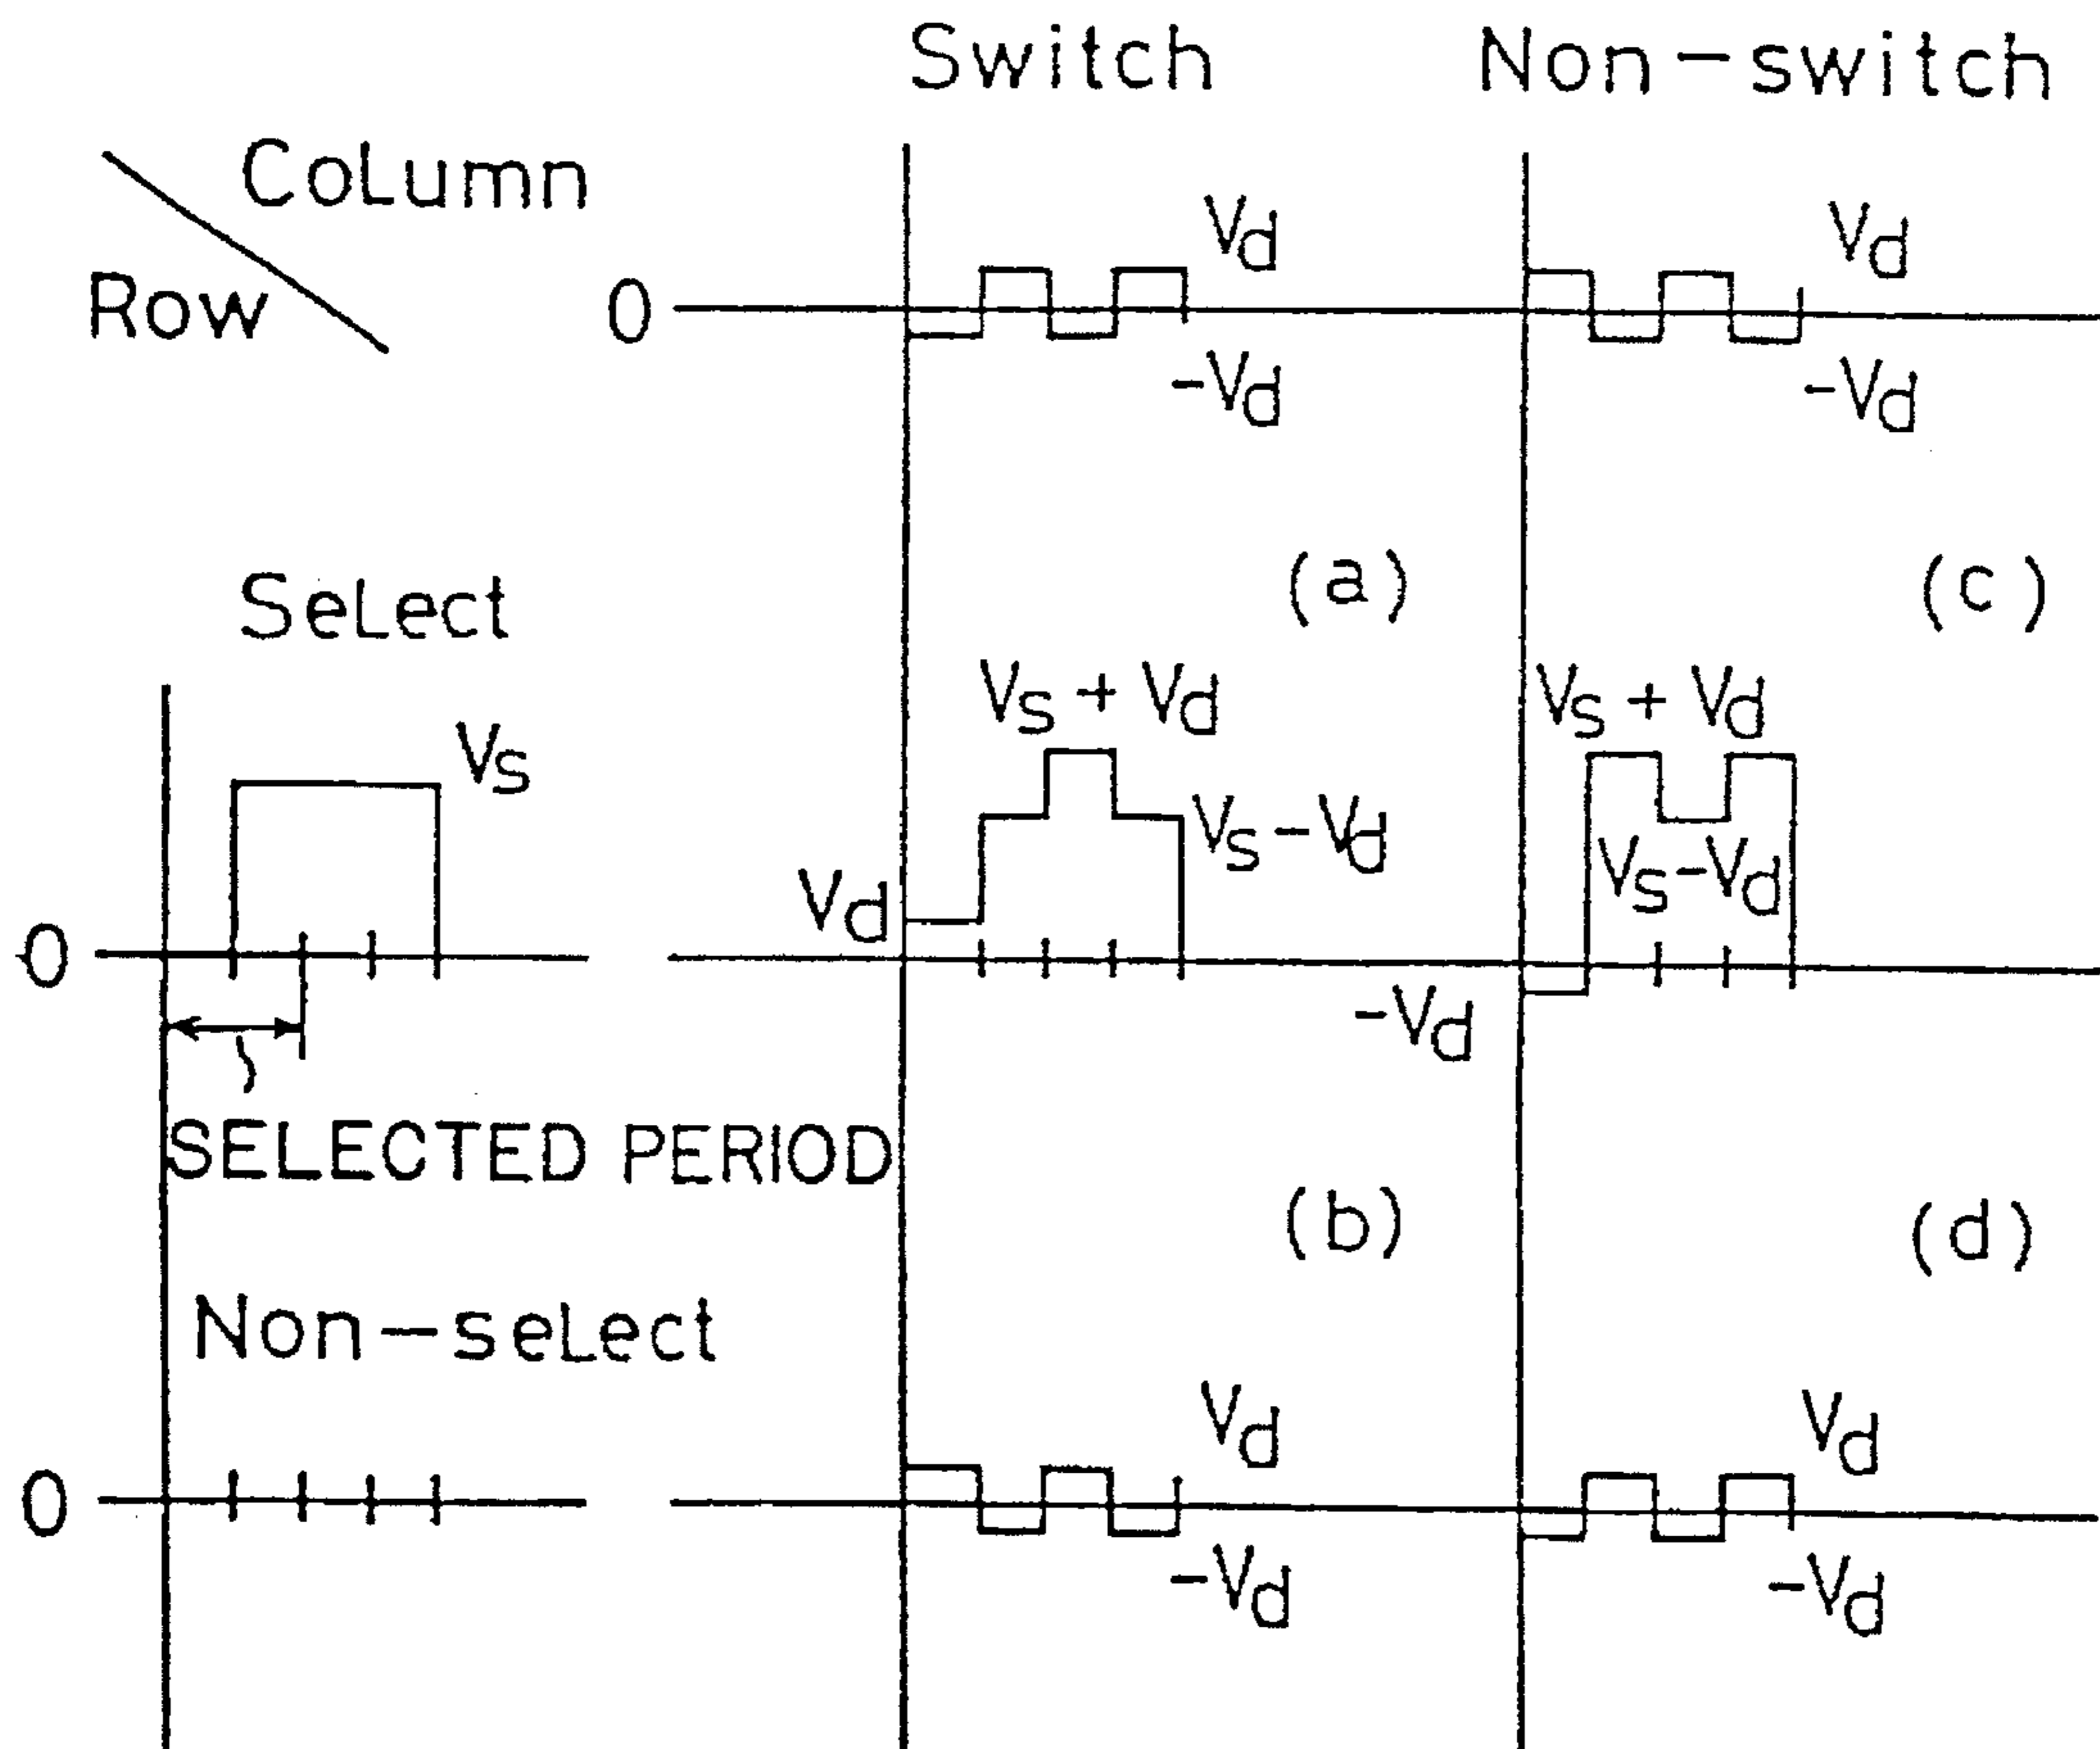 Switch
Non-switch
Column
Row
0
Vd
-Vd
Vd
-Vd
(a)
(c)
Select
Vs
0
Vs + Vd
Vs-Vd
Vd
Vs + Vd
Vs-Vd
-Vd
SELECTED PERIOD
(b)
(d)
Non-select
0
Vd
-Vd
Vd
-Vd